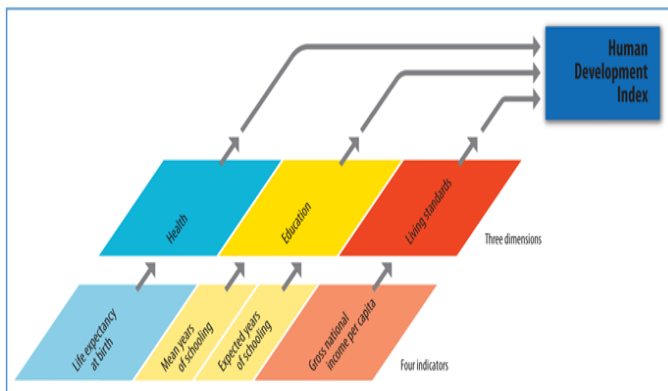 Human
Development
Index
Health
Education
Living standards
Three dimensions
Life expectancy
at birth
Mean years
of schooling
Expected years
of schooling
Gross national
income per capita
Four indicators